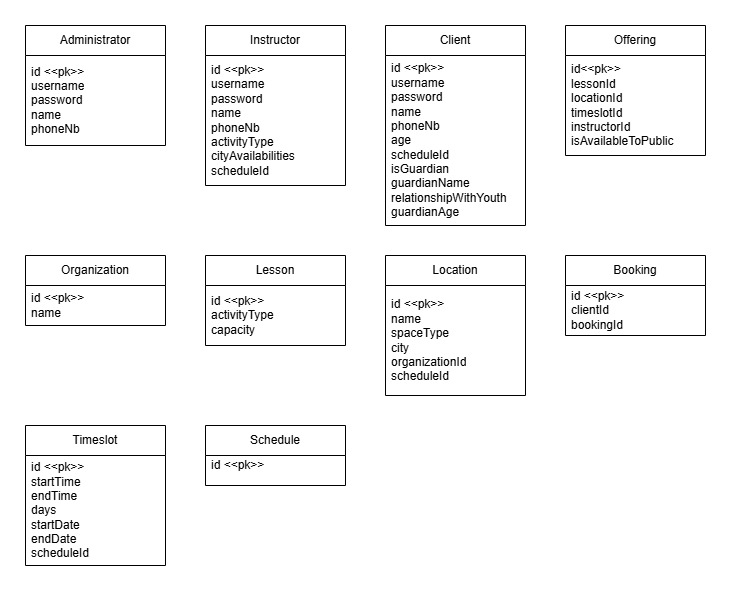 Administrator
id <<pk>>
username
password
name
phoneNb
Instructor
id <<pk>>
username
password
name
phoneNb
activityType
cityAvailabilities
scheduleId
Client
id <<pk>>
username
password
name
phoneNb
age
scheduleId
isGuardian
guardianName
relationshipWithYouth
guardianAge
Offering
id<<pk>>
lessonId
locationId
timeslotId
instructorId
isAvailableToPublic
Organization
id <<pk>>
name
Lesson
id <<pk>>
activityType
capacity
Location
id <<pk>>
name
spaceType
city
organizationId
scheduleId
Booking
id <<pk>>
clientId
bookingId
Timeslot
id <<pk>>
startTime
endTime
days
startDate
endDate
scheduleId
Schedule
id <<pk>>